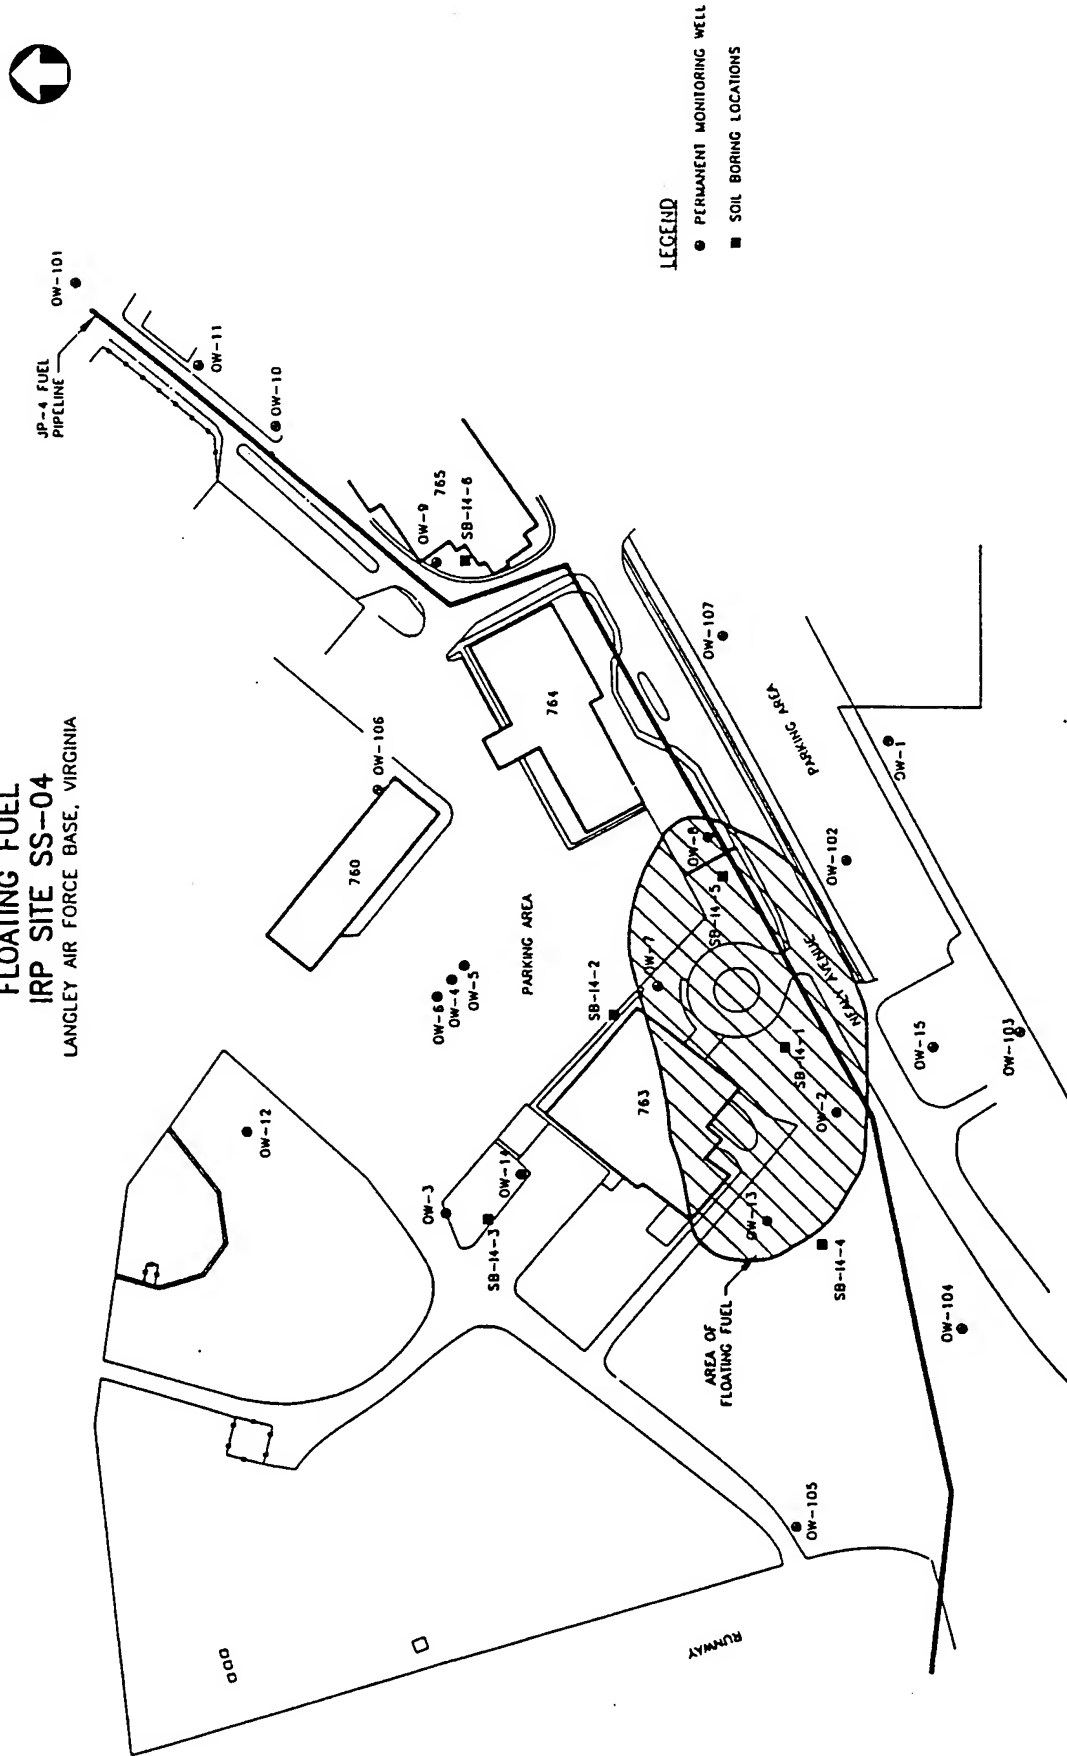 FLOATING FUEL
IRP SITE SS-04
LANGLEY AIR FORCE BASE, VIRGINIA
JP-4 FUEL
PIPELINE
OW-101
OW-11
OW-10
OW-9
765
SB-14-6
764
OW-107
PARKING AREA
OW-1
OW-102
OW-106
760
PARKING AREA
OW-6
OW-4
OW-5
SB-14-2
OW-7
OW-8
SB-14-5
NEALY AVENUE
SB-14-1
OW-2
OW-15
OW-103
763
OW-12
OW-3
OW-14
SB-14-3
OW-13
SB-14-4
AREA OF
FLOATING FUEL
OW-104
OW-105
RUNWAY
LEGEND
PERMANENT MONITORING WELL
SOIL BORING LOCATIONS